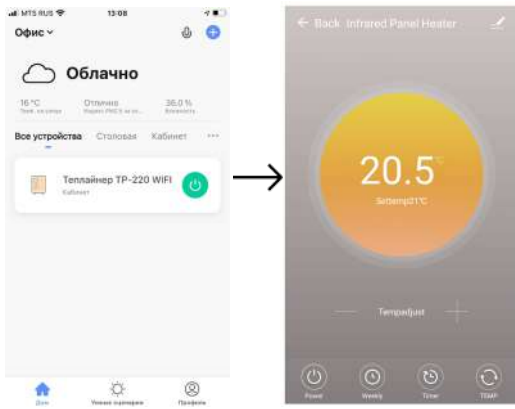 MTS RUS
13:08
Офис
Облачно
16 °C
Отлично
36,0 %
Все устройства
Столовая
Кабинет
Теплайнер ТР-220 WIFI
Кабинет
Дом
Умные сценарии
Профиль
Back
Infrared Panel Heater
20.5°C
Settemp21°C
Tempadjust
Power
Weekly
Timer
TEMP